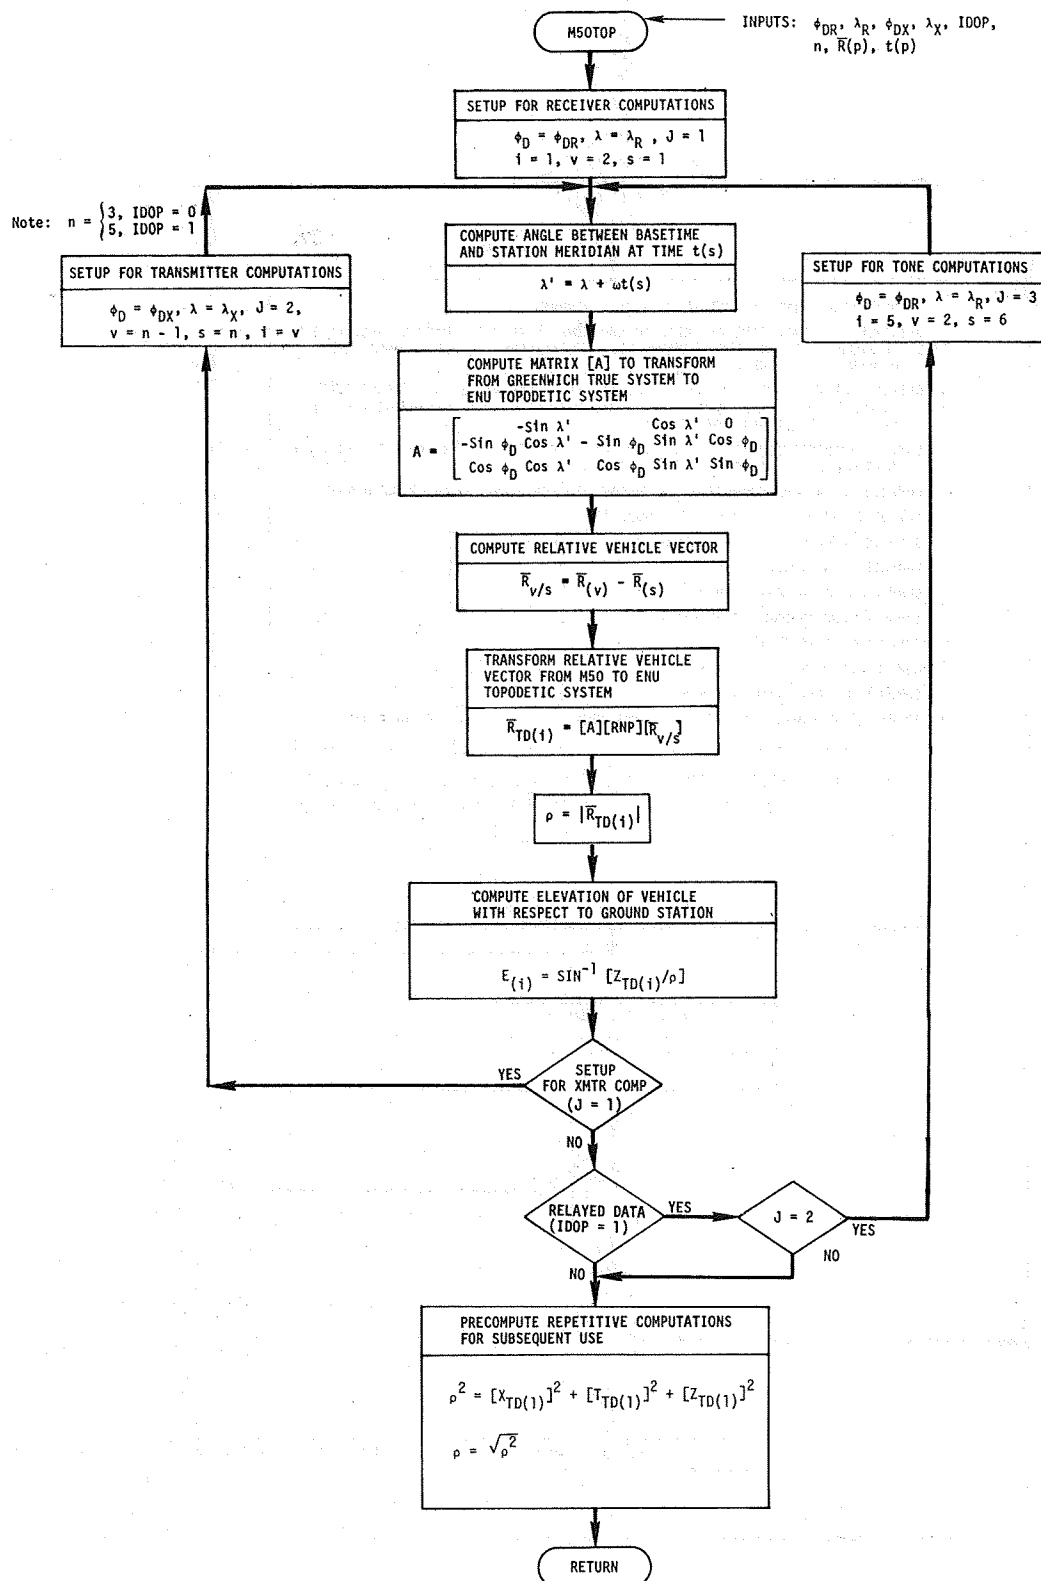 M50TOP
INPUTS: ϕDR, λR, ϕDX, λX, IDOP,
n, R̅(p), t(p)
SETUP FOR RECEIVER COMPUTATIONS
ϕD = ϕDR, λ = λR , J = 1
i = 1, v = 2, s = 1
Note: n = {3, IDOP = 0
5, IDOP = 1
SETUP FOR TRANSMITTER COMPUTATIONS
ϕD = ϕDX, λ = λX, J = 2,
v = n - 1, s = n , i = v
COMPUTE ANGLE BETWEEN BASETIME
AND STATION MERIDIAN AT TIME t(s)
λ' = λ + ωt(s)
SETUP FOR TONE COMPUTATIONS
ϕD = ϕDR, λ = λR, J = 3
i = 5, v = 2, s = 6
COMPUTE MATRIX [A] TO TRANSFORM
FROM GREENWICH TRUE SYSTEM TO
ENU TOPODETIC SYSTEM
-Sin λ' Cos λ' 0
A = [-Sin ϕD Cos λ' - Sin ϕD Sin λ' Cos ϕD
Cos ϕD Cos λ' Cos ϕD Sin λ' Sin ϕD]
COMPUTE RELATIVE VEHICLE VECTOR
R̅v/s = R̅(v) - R̅(s)
TRANSFORM RELATIVE VEHICLE
VECTOR FROM M50 TO ENU
TOPODETIC SYSTEM
R̅TD(i) = [A][RNP][R̅v/s]
ρ = |R̅TD(i)|
COMPUTE ELEVATION OF VEHICLE
WITH RESPECT TO GROUND STATION
E(i) = SIN⁻¹ [ZTD(i)/ρ]
YES
SETUP
FOR XMTR COMP
(J = 1)
NO
RELAYED DATA
(IDOP = 1)
YES
J = 2
YES
NO
NO
PRECOMPUTE REPETITIVE COMPUTATIONS
FOR SUBSEQUENT USE
ρ² = [XTD(1)]² + [TTD(1)]² + [ZTD(1)]²
ρ = √ρ²
RETURN